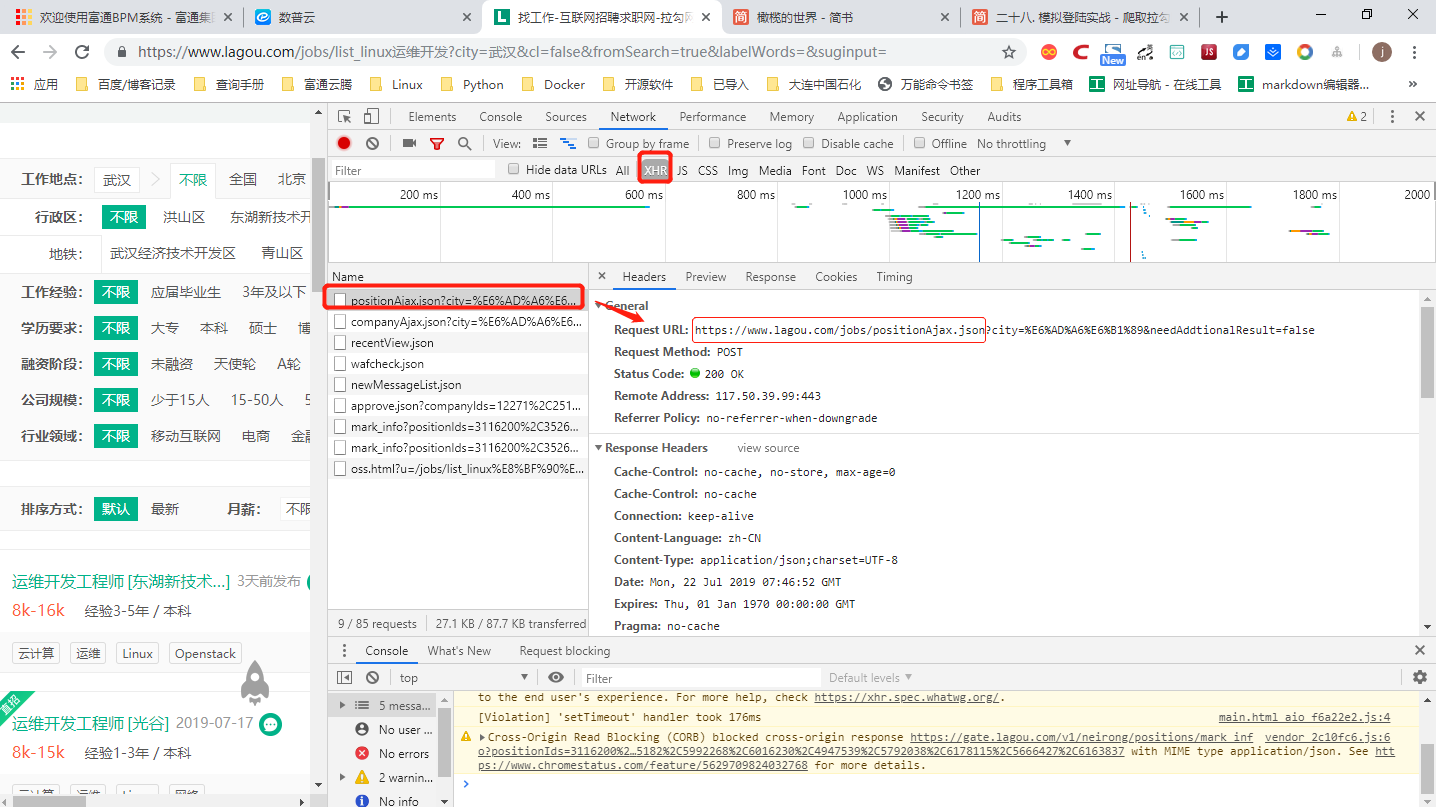 欢迎使用富通BPM系统 - 富通集团
数普云
找工作-互联网招聘求职网-拉勾网
橄榄的世界 - 简书
二十八. 模拟登陆实战 - 爬取拉勾
https://www.lagou.com/jobs/list_linux运维开发?city=武汉&cl=false&fromSearch=true&labelWords=&suginput=
New
en
JS
j
应用
百度/博客记录
查询手册
富通云腾
Linux
Python
Docker
开源软件
已导入
大连中国石化
万能命令书签
程序工具箱
网址导航 - 在线工具
markdown编辑器...
»
工作地点： 武汉 不限 全国 北京
行政区： 不限 洪山区 东湖新技术开
地铁： 武汉经济技术开发区 青山区
工作经验： 不限 应届毕业生 3年及以下
学历要求： 不限 大专 本科 硕士 博
融资阶段： 不限 未融资 天使轮 A轮
公司规模： 不限 少于15人 15-50人 5
行业领域： 不限 移动互联网 电商 金融
排序方式： 默认 最新 月薪： 不限
运维开发工程师 [东湖新技术...] 3天前发布
8k-16k 经验3-5年 / 本科
云计算 运维 Linux Openstack
直招
运维开发工程师 [光谷] 2019-07-17
8k-15k 经验1-3年 / 本科
云计算 运维 Linux 网络
Elements Console Sources Network Performance Memory Application Security Audits 2
View: Group by frame Preserve log Disable cache Offline No throttling
Filter Hide data URLs All XHR JS CSS Img Media Font Doc WS Manifest Other
200 ms 400 ms 600 ms 800 ms 1000 ms 1200 ms 1400 ms 1600 ms 1800 ms 2000
Name
positionAjax.json?city=%E6%AD%A6%E6...
companyAjax.json?city=%E6%AD%A6%E6...
recentView.json
wafcheck.json
newMessageList.json
approve.json?companyIds=12271%2C251...
mark_info?positionIds=3116200%2C3526...
mark_info?positionIds=3116200%2C3526...
oss.html?u=/jobs/list_linux%E8%BF%90%E...
9 / 85 requests 27.1 KB / 87.7 KB transferred
Headers Preview Response Cookies Timing
General
Request URL: https://www.lagou.com/jobs/positionAjax.json?city=%E6%AD%A6%E6%B1%89&needAddtionalResult=false
Request Method: POST
Status Code: 200 OK
Remote Address: 117.50.39.99:443
Referrer Policy: no-referrer-when-downgrade
Response Headers view source
Cache-Control: no-cache, no-store, max-age=0
Cache-Control: no-cache
Connection: keep-alive
Content-Language: zh-CN
Content-Type: application/json;charset=UTF-8
Date: Mon, 22 Jul 2019 07:46:52 GMT
Expires: Thu, 01 Jan 1970 00:00:00 GMT
Pragma: no-cache
Console What's New Request blocking
top Filter Default levels
5 messa...
No user ...
No errors
2 warnin...
No info
to the end user's experience. For more help, check https://xhr.spec.whatwg.org/.
[Violation] 'setTimeout' handler took 176ms main.html_aio_f6a22e2.js:4
Cross-Origin Read Blocking (CORB) blocked cross-origin response https://gate.lagou.com/v1/neirong/positions/mark_inf vendor_2c10fc6.js:6
o?positionIds=3116200%2…5182%2C5992268%2C6016230%2C4947539%2C5792038%2C6178115%2C5666427%2C6163837 with MIME type application/json. See htt
ps://www.chromestatus.com/feature/5629709824032768 for more details.